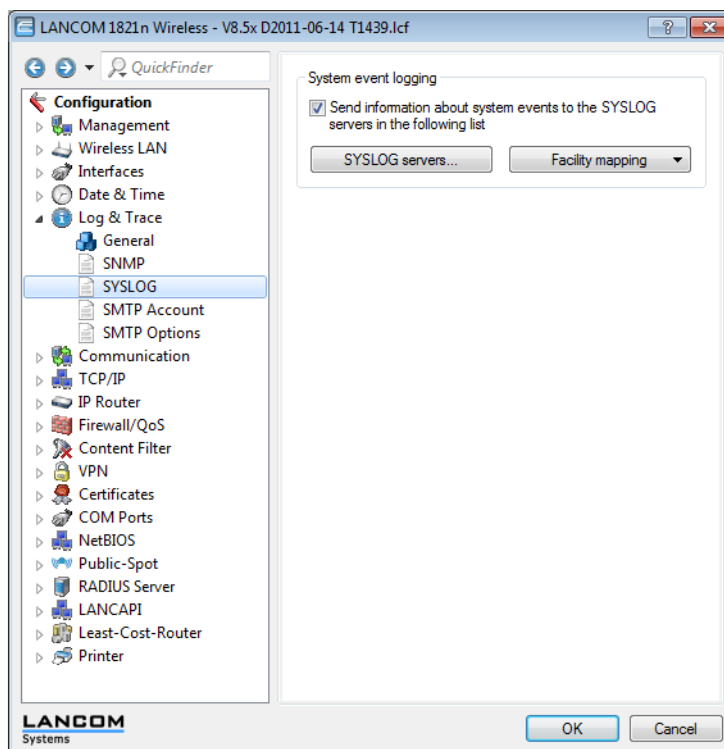 LANCOM 1821n Wireless - V8.5x D2011-06-14 T1439.lcf
QuickFinder
Configuration
Management
Wireless LAN
Interfaces
Date & Time
Log & Trace
General
SNMP
SYSLOG
SMTP Account
SMTP Options
Communication
TCP/IP
IP Router
Firewall/QoS
Content Filter
VPN
Certificates
COM Ports
NetBIOS
Public-Spot
RADIUS Server
LANCAPI
Least-Cost-Router
Printer
System event logging
Send information about system events to the SYSLOG
servers in the following list
SYSLOG servers...
Facility mapping
LANCOM
Systems
OK
Cancel